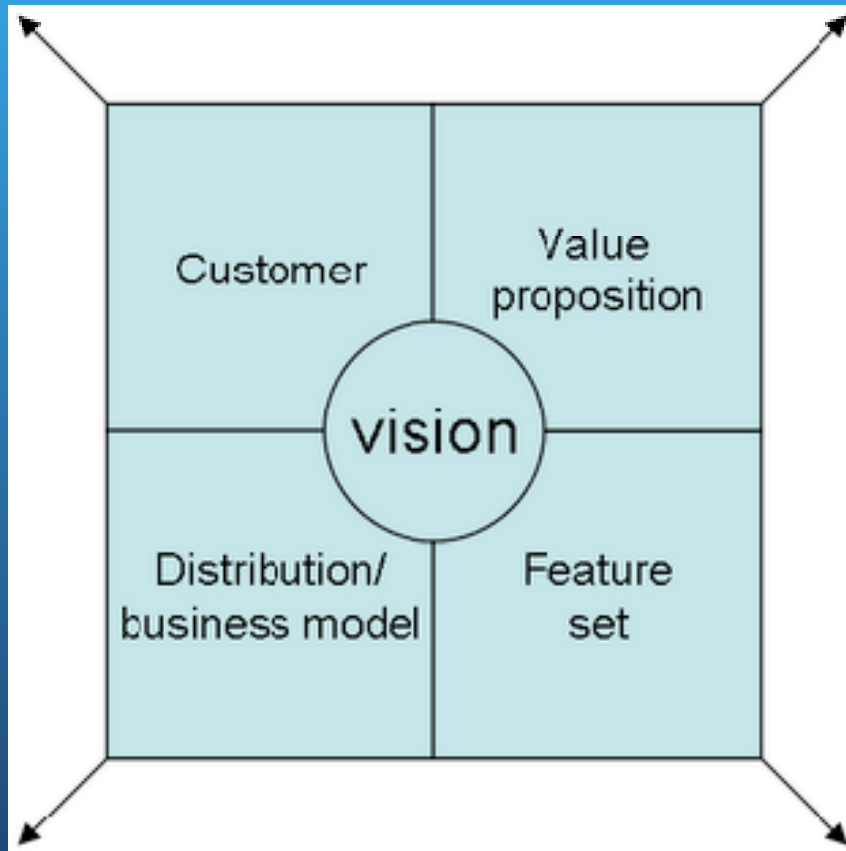 Customer
Value
proposition
vision
Distribution/
business model
Feature
set